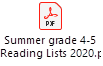 PDF
Summer grade 4-5
Reading Lists 2020.p